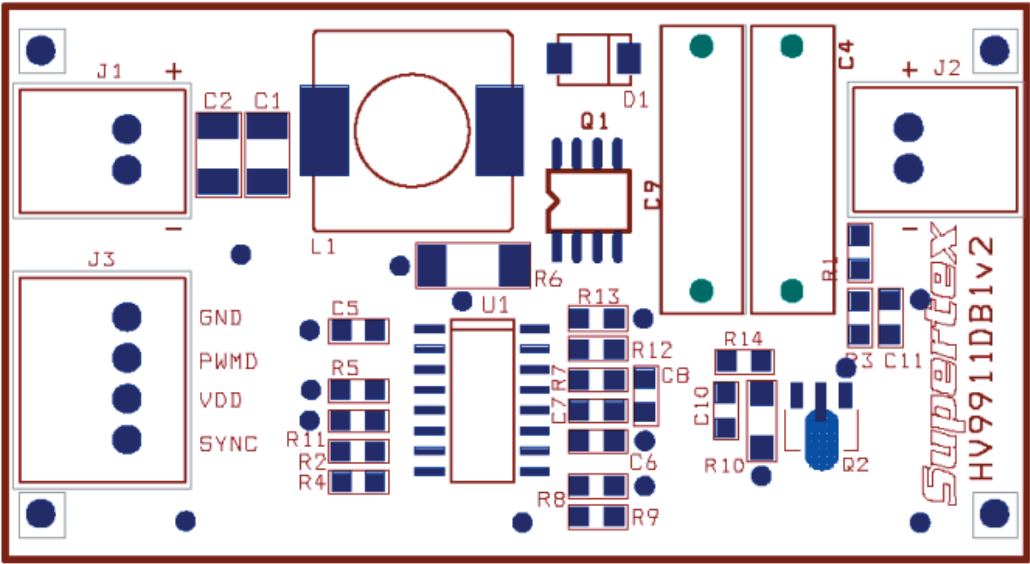 J1
+
C2
C1
D1
Q1
C4
+
J2
−
L1
C9
−
J3
GND
PWMD
VDD
SYNC
R6
U1
C5
R5
R11
R2
R4
R13
R12
R7
C8
C7
C6
R8
R9
R1
R3
C11
R14
C10
R10
Q2
Supertex
HV9911DB1v2